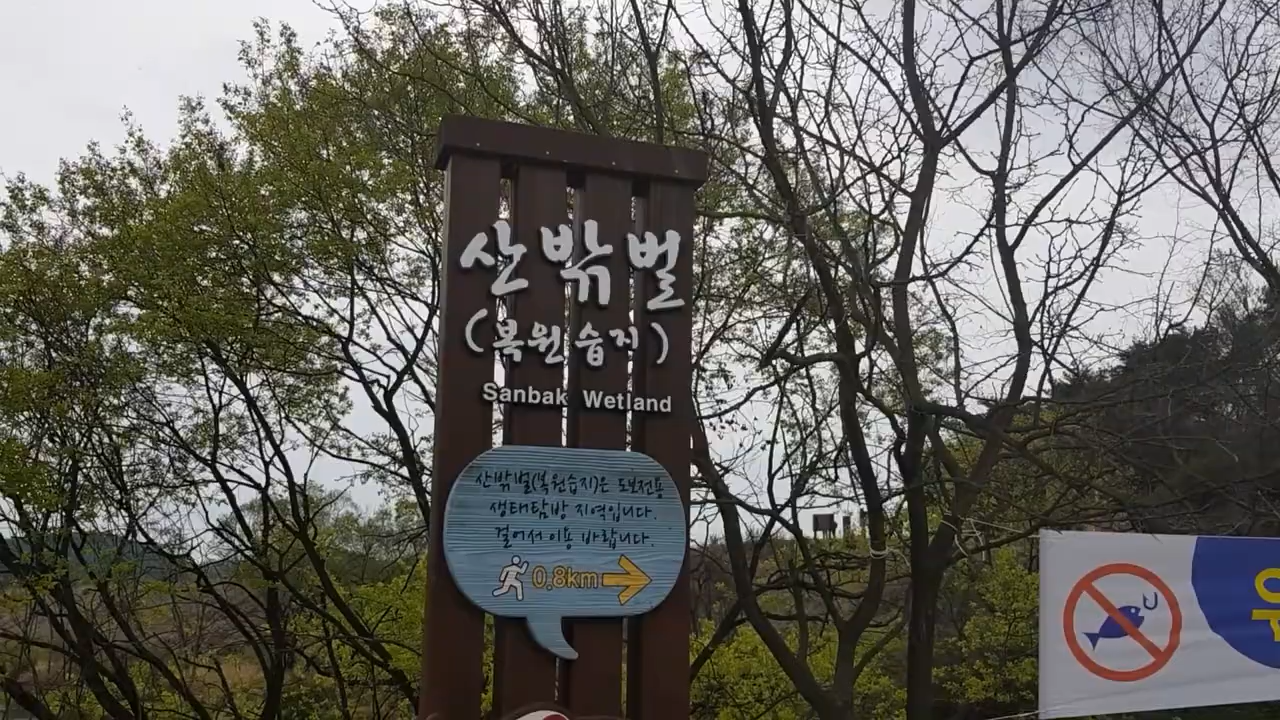 산밖벌
(복원습지)
Sanbak Wetland
산밖벌(복원습지)은 도보전용
생태탐방 지역입니다.
걸어서 이용 바랍니다.
0.8km